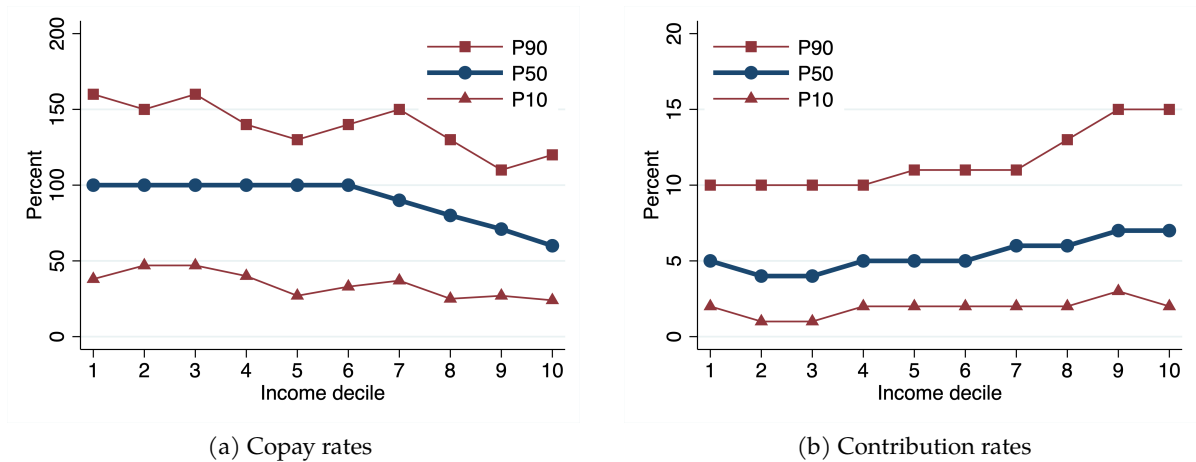 200
150
100
50
0
Percent
P90
P50
P10
1 2 3 4 5 6 7 8 9 10
Income decile
(a) Copay rates
20
15
10
5
0
Percent
P90
P50
P10
1 2 3 4 5 6 7 8 9 10
Income decile
(b) Contribution rates